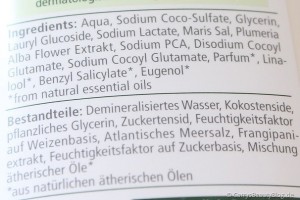 dermatolog
Ingredients: Aqua, Sodium Coco-Sulfate, Glycerin,
Lauryl Glucoside, Sodium Lactate, Maris Sal, Plumeria
Alba Flower Extrakt, Sodium PCA, Disodium Cocoyl
Glutamate, Sodium Cocoyl Glutamate, Parfum*, Lina-
lool*, Benzyl Salicylate*, Eugenol*
*from natural essential oils
Bestandteile: Demineralisiertes Wasser, Kokostenside,
pflanzliches Glycerin, Zuckertensid, Feuchtigkeitsfaktor
auf Weizenbasis, Atlantisches Meersalz, Frangipani-
extrakt, Feuchtigkeitsfaktor auf Zuckerbasis, Mischung
ätherischer Öle*
*aus natürlichen ätherischen Ölen